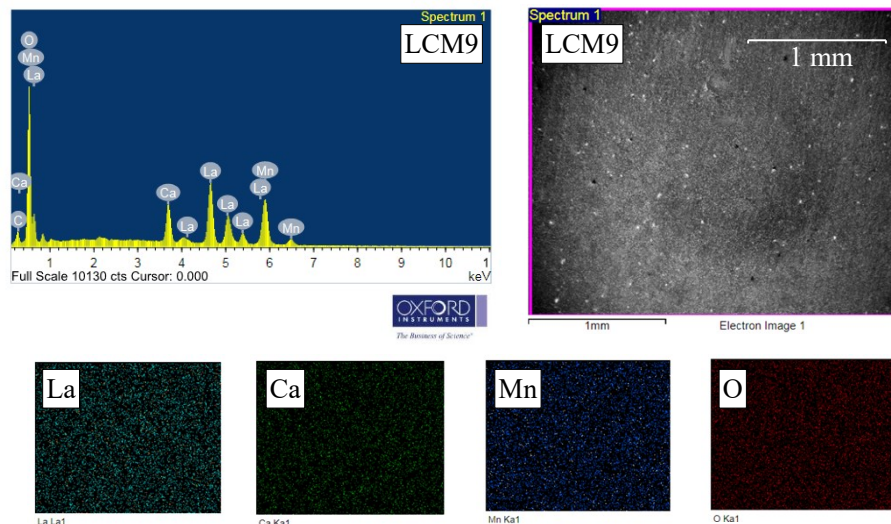 Spectrum 1
LCM9
O
Mn
La
Ca
C
Ca
La
La
La
La
Mn
La
Mn
1 2 3 4 5 6 7 8 9 10 1
Full Scale 10130 cts Cursor: 0.000
keV
Spectrum 1
LCM9
1 mm
1mm
Electron Image 1
OXFORD
INSTRUMENTS
The Business of Science®
La
Ca
Mn
O
La La1
Ca Ka1
Mn Ka1
O Ka1